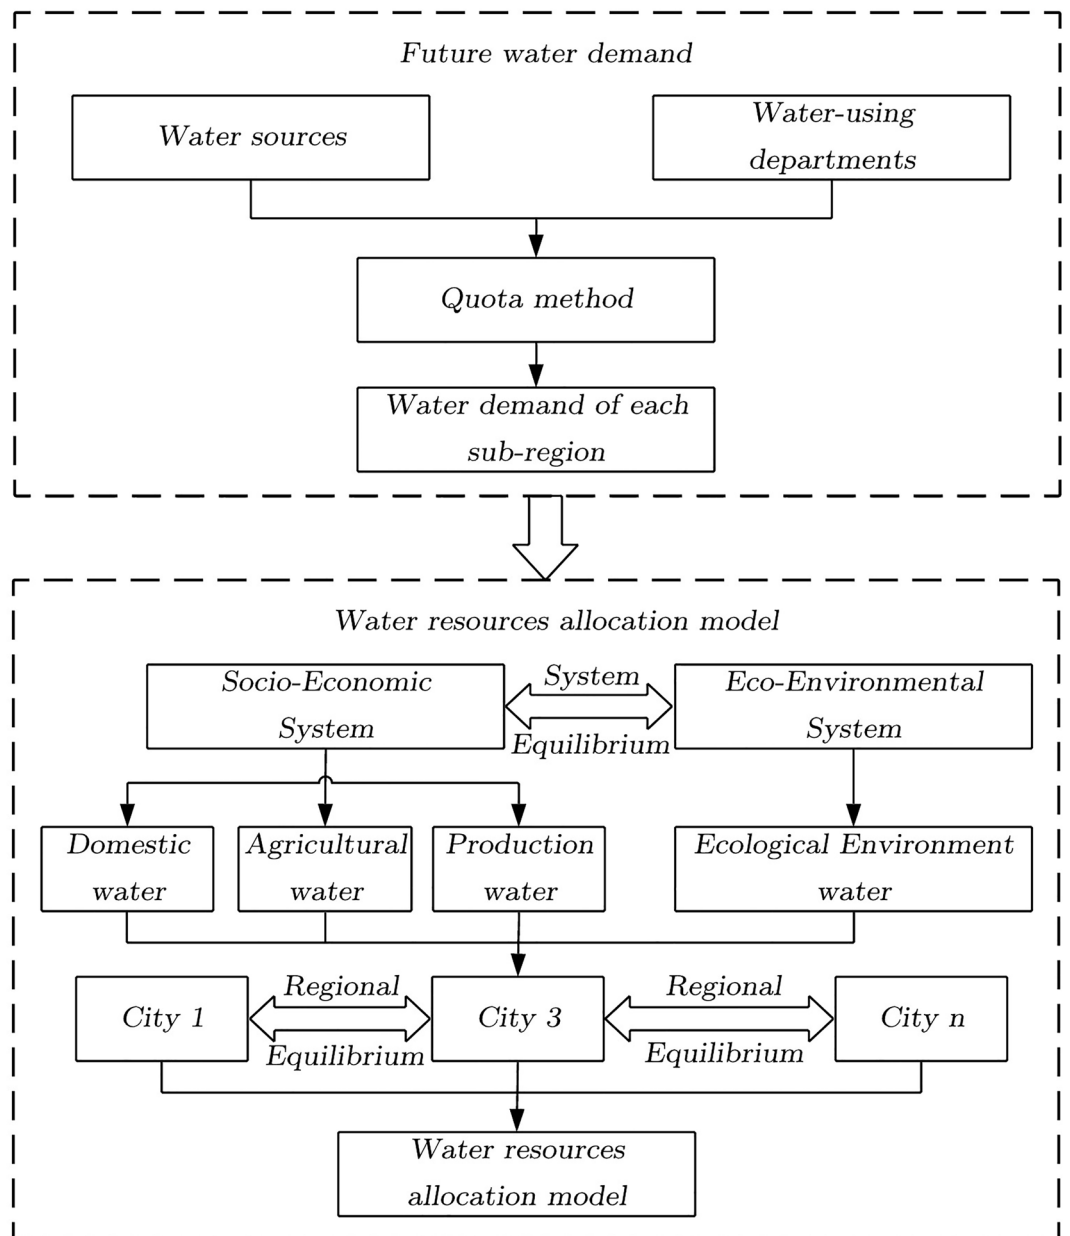 Future water demand
Water sources
Water-using
departments
Quota method
Water demand of each
sub-region
Water resources allocation model
Socio-Economic
System
System
Equilibrium
Eco-Environmental
System
Domestic
water
Agricultural
water
Production
water
Ecological Environment
water
City 1
Regional
Equilibrium
City 3
Regional
Equilibrium
City n
Water resources
allocation model